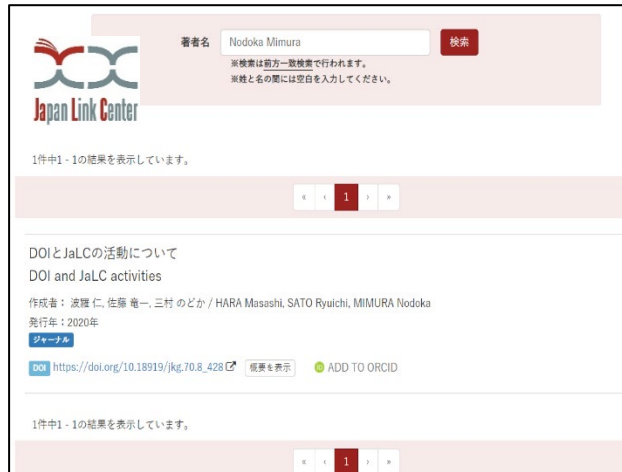 著者名 Nodoka Mimura 検索
※検索は前方一致検索で行われます。
※姓と名の間には空白を入力してください。
Japan Link Center
1件中1 - 1の結果を表示しています。
« ‹ 1 › »
DOIとJaLCの活動について
DOI and JaLC activities
作成者： 波羅 仁, 佐藤 竜一, 三村 のどか / HARA Masashi, SATO Ryuichi, MIMURA Nodoka
発行年：2020年
ジャーナル
DOI https://doi.org/10.18919/jkg.70.8_428 概要を表示 iD ADD TO ORCID
1件中1 - 1の結果を表示しています。
« ‹ 1 › »